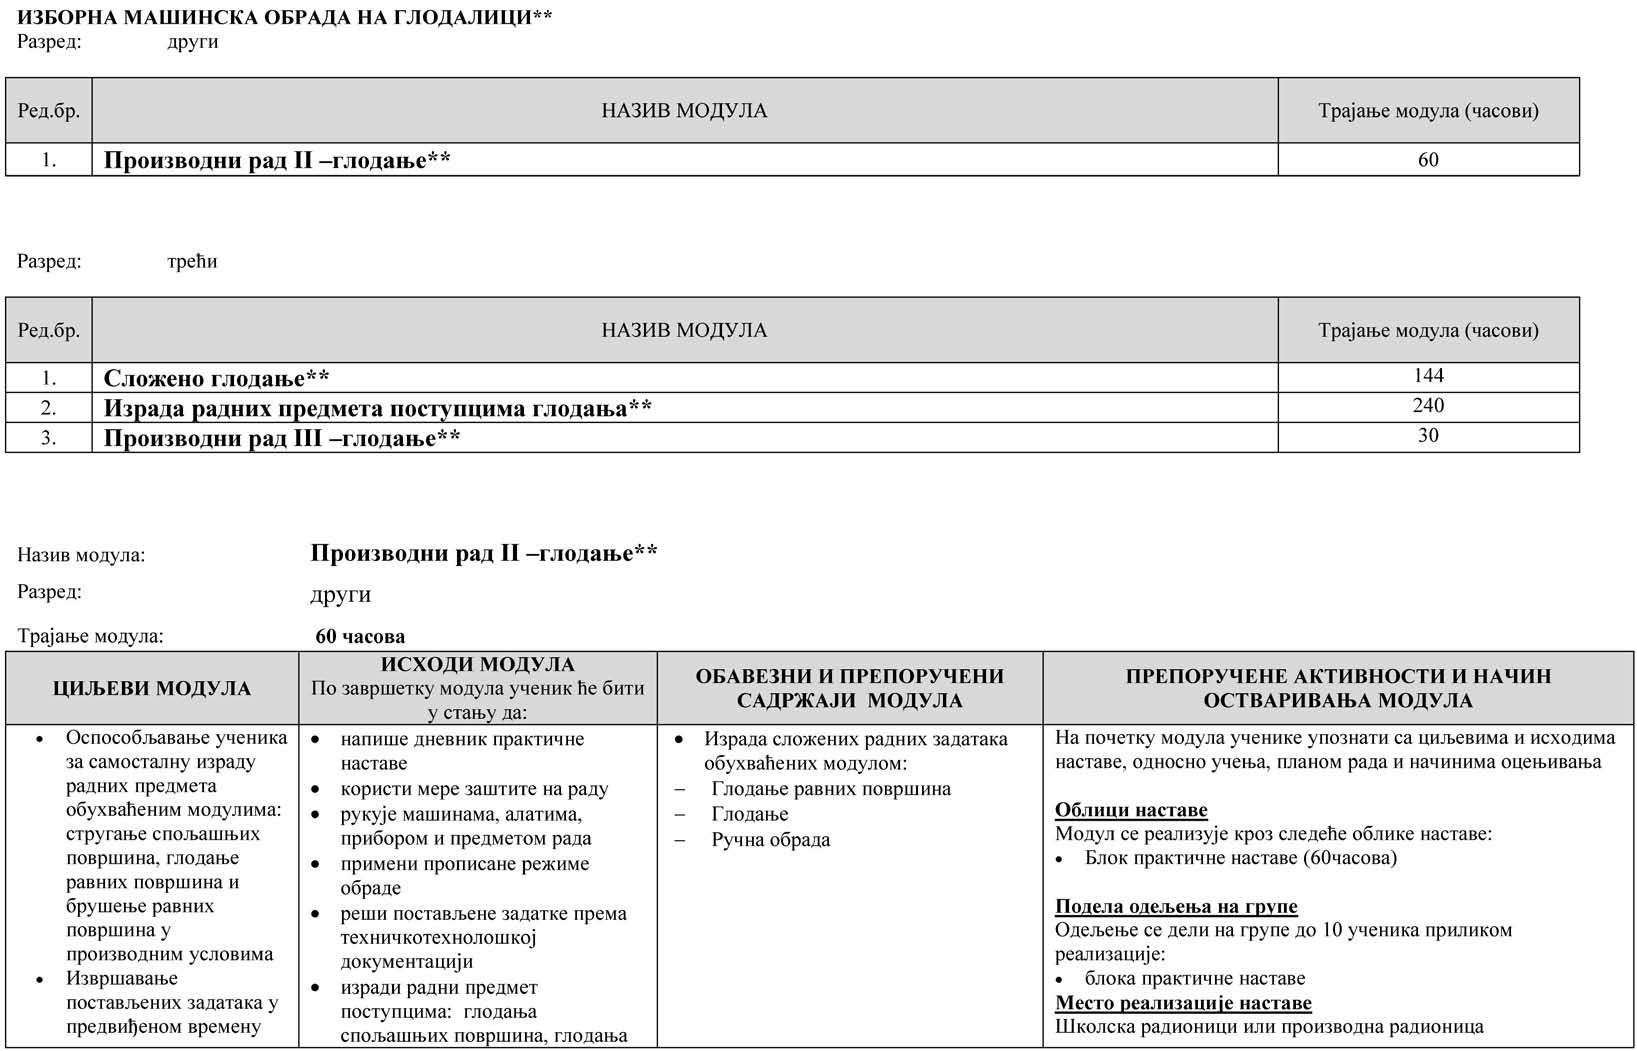 ИЗБОРНА МАШИНСКА ОБРАДА НА ГЛОДАЛИЦИ**
Разред: други
Ред.бр. НАЗИВ МОДУЛА Трајање модула (часови)
1. Производни рад II –глодање** 60
Разред: трећи
Ред.бр. НАЗИВ МОДУЛА Трајање модула (часови)
1. Сложено глодање** 144
2. Израда радних предмета поступцима глодања** 240
3. Производни рад III –глодање** 30
Назив модула: Производни рад II –глодање**
Разред: други
Трајање модула: 60 часова
ЦИЉЕВИ МОДУЛА
ИСХОДИ МОДУЛА
По завршетку модула ученик ће бити
у стању да:
ОБАВЕЗНИ И ПРЕПОРУЧЕНИ
САДРЖАЈИ МОДУЛА
ПРЕПОРУЧЕНЕ АКТИВНОСТИ И НАЧИН
ОСТВАРИВАЊА МОДУЛА
• Оспособљавање ученика
за самосталну израду
радних предмета
обухваћеним модулима:
стругање спољашњих
површина, глодање
равних површина и
брушење равних
површина у
производним условима
• Извршавање
постављених задатака у
предвиђеном времену
• напише дневник практичне
наставе
• користи мере заштите на раду
• рукује машинама, алатима,
прибором и предметом рада
• примени прописане режиме
обраде
• реши постављене задатке према
техничкотехнолошкој
документацији
• изради радни предмет
поступцима: глодања
спољашњих површина, глодања
• Израда сложених радних задатака
обухваћених модулом:
– Глодање равних површина
– Глодање
– Ручна обрада
На почетку модула ученике упознати са циљевима и исходима
наставе, односно учења, планом рада и начинима оцењивања
Облици наставе
Модул се реализује кроз следеће облике наставе:
• Блок практичне наставе (60часова)
Подела одељења на групе
Одељење се дели на групе до 10 ученика приликом
реализације:
• блока практичне наставе
Место реализације наставе
Школска радионици или производна радионица